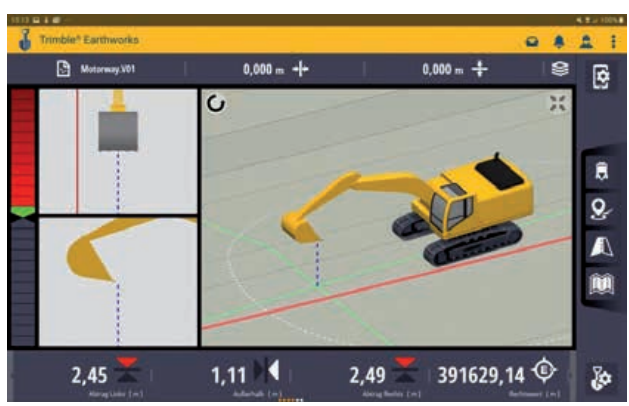 Trimble® Earthworks
Motorway.V01
0,000 m
0,000 m
2,45
1,11
2,49
391629,14
E
Abtrag Links [m]
Außerhalb [m]
Abtrag Rechts [m]
Rechtswert [m]